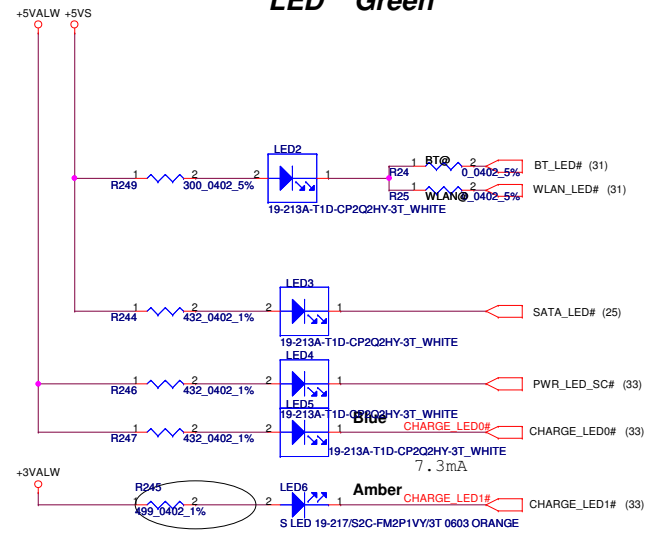 LED Green
+5VALW +5VS
LED2
1 2 2 1
R249 300_0402_5%
19-213A-T1D-CP2Q2HY-3T_WHITE
1 BT@ 2
R24 0_0402_5%
BT_LED# (31)
1 2
R25 WLAN@ 0_0402_5%
WLAN_LED# (31)
LED3
1 2 2 1
R244 432_0402_1%
19-213A-T1D-CP2Q2HY-3T_WHITE
SATA_LED# (25)
LED4
1 2 2 1
R246 432_0402_1%
19-213A-T1D-CP2Q2HY-3T_WHITE
PWR_LED_SC# (33)
LED5
Blue
1 2 2 1
R247 432_0402_1%
19-213A-T1D-CP2Q2HY-3T_WHITE
CHARGE_LED0#
CHARGE_LED0# (33)
7.3mA
+3VALW
R245
1 2 2 1
499_0402_1%
LED6
Amber
CHARGE_LED1#
CHARGE_LED1# (33)
S LED 19-217/S2C-FM2P1VY/3T 0603 ORANGE